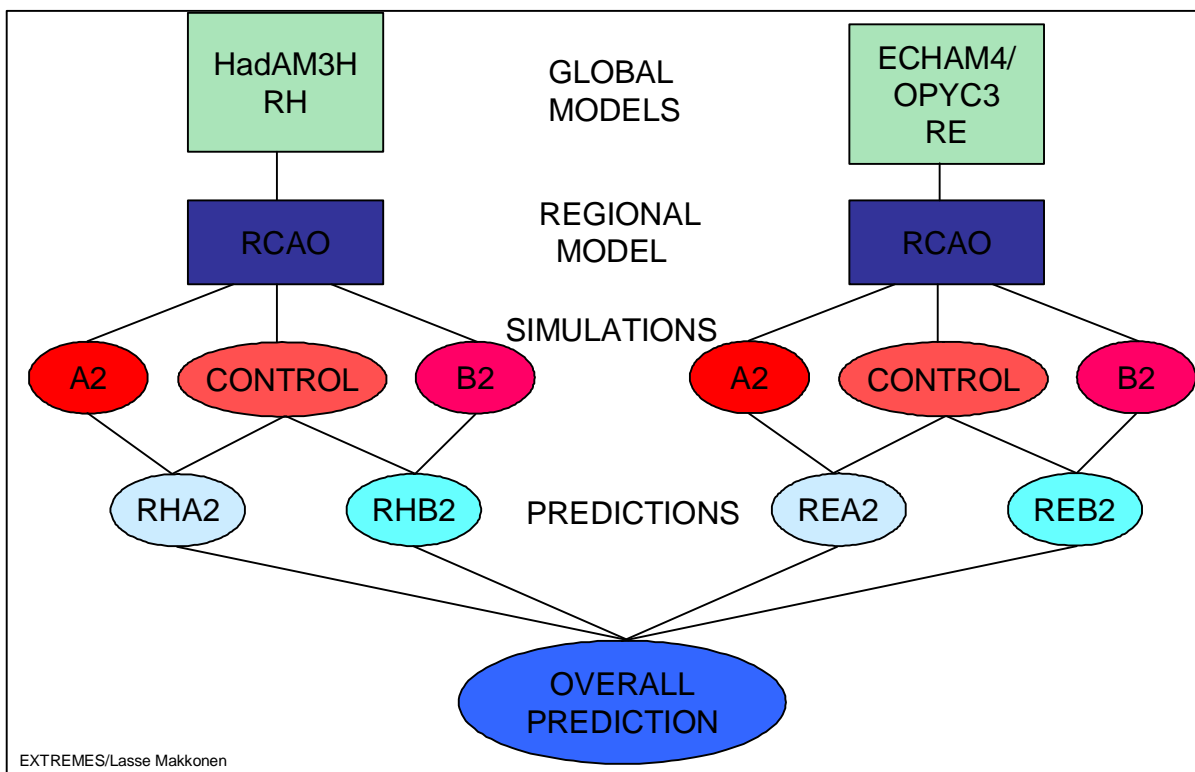 HadAM3H
RH
GLOBAL
MODELS
ECHAM4/
OPYC3
RE
RCAO
REGIONAL
MODEL
RCAO
SIMULATIONS
A2
CONTROL
B2
A2
CONTROL
B2
RHA2
RHB2
PREDICTIONS
REA2
REB2
OVERALL
PREDICTION
EXTREMES/Lasse Makkonen